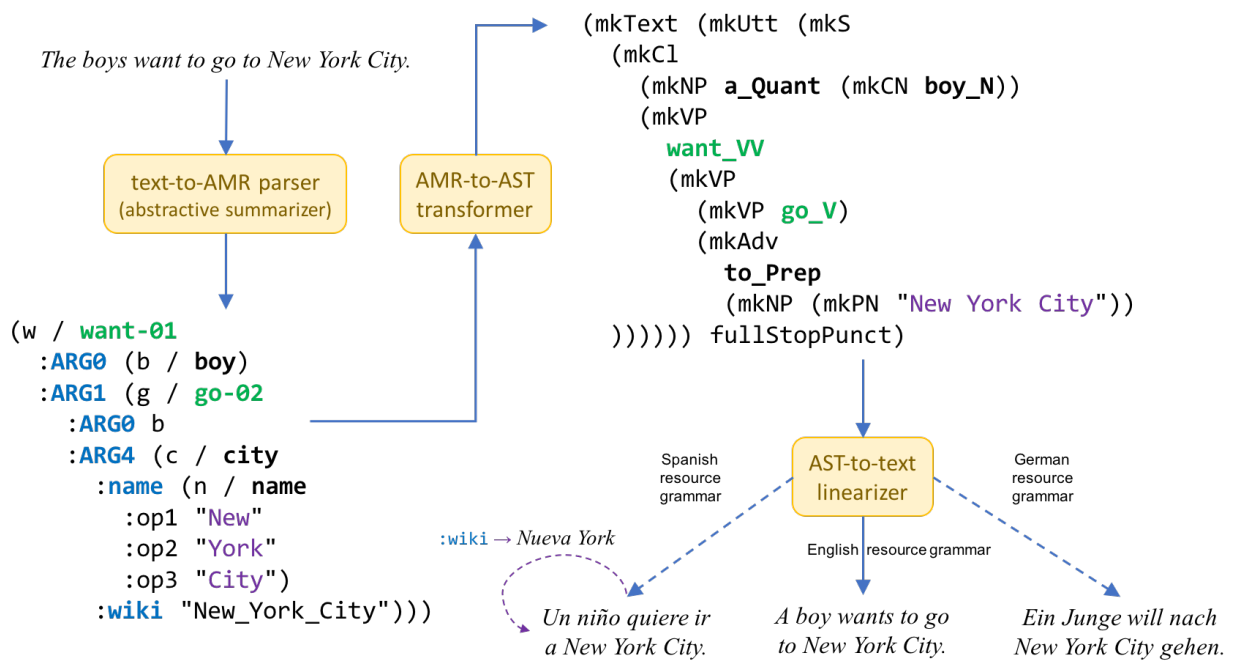 The boys want to go to New York City.
text-to-AMR parser
(abstractive summarizer)
(w / want-01
:ARG0 (b / boy)
:ARG1 (g / go-02
:ARG0 b
:ARG4 (c / city
:name (n / name
:op1 "New"
:op2 "York"
:op3 "City")
:wiki "New_York_City")))
AMR-to-AST
transformer
(mkText (mkUtt (mkS
(mkCl
(mkNP a_Quant (mkCN boy_N))
(mkVP
want_VV
(mkVP
(mkVP go_V)
(mkAdv
to_Prep
(mkNP (mkPN "New York City"))
)))))) fullStopPunct)
AST-to-text
linearizer
Spanish
resource
grammar
English resource grammar
German
resource
grammar
:wiki → Nueva York
Un niño quiere ir
a New York City.
A boy wants to go
to New York City.
Ein Junge will nach
New York City gehen.